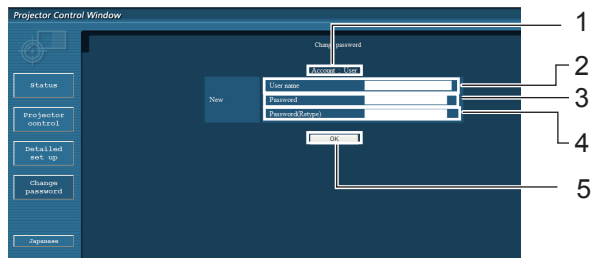 Projector Control Window
Change password
Account : User
New
User name
Password
Password(Retype)
OK
Status
Projector control
Detailed set up
Change password
Japanese
1
2
3
4
5